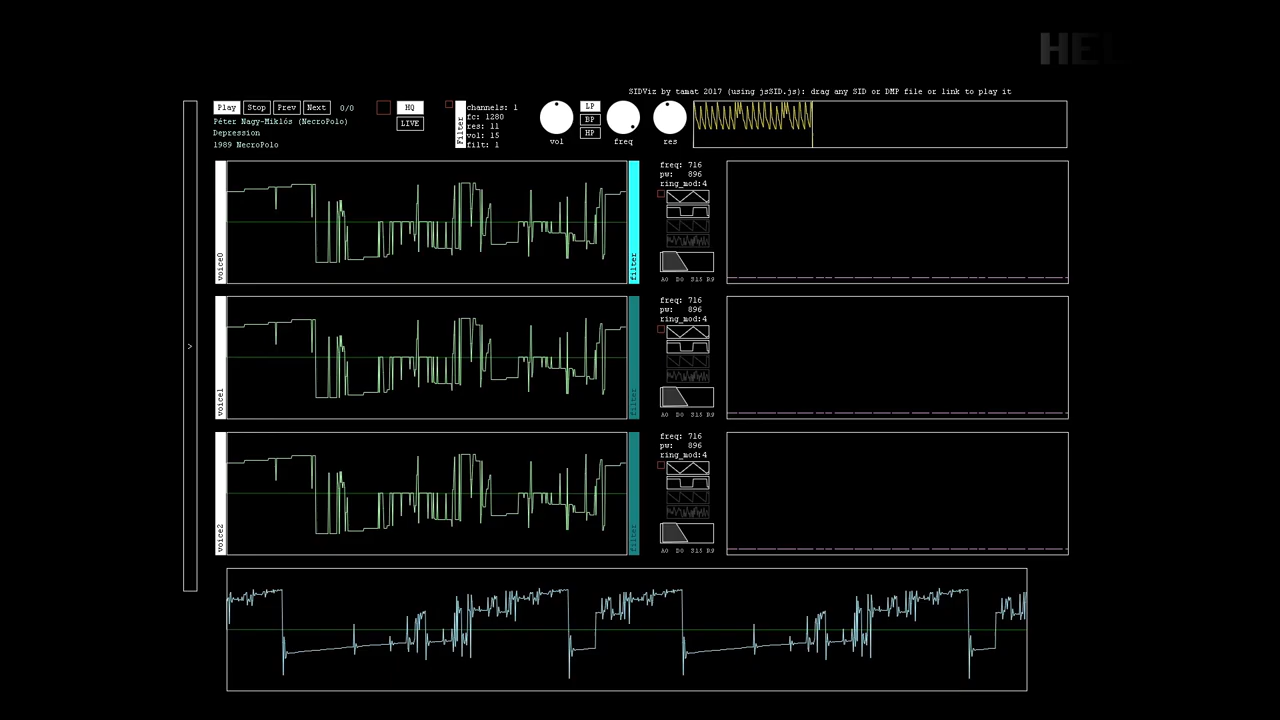 HEL
SIDViz by tamat 2017 (using jsSID.js): drag any SID or DMP file or link to play it
Play Stop Prev Next 0/0 HQ
LIVE
Péter Nagy-Miklós (NecroPolo)
Depression
1989 NecroPolo
Filter
channels: 1
fc: 1280
res: 11
vol: 15
filt: 1
vol
LP
BP
HP
freq
res
>
voice0
filter
freq: 716
pw: 896
ring_mod:4
A0 D0 S15 R9
voice1
filter
freq: 716
pw: 896
ring_mod:4
A0 D0 S15 R9
voice2
filter
freq: 716
pw: 896
ring_mod:4
A0 D0 S15 R9